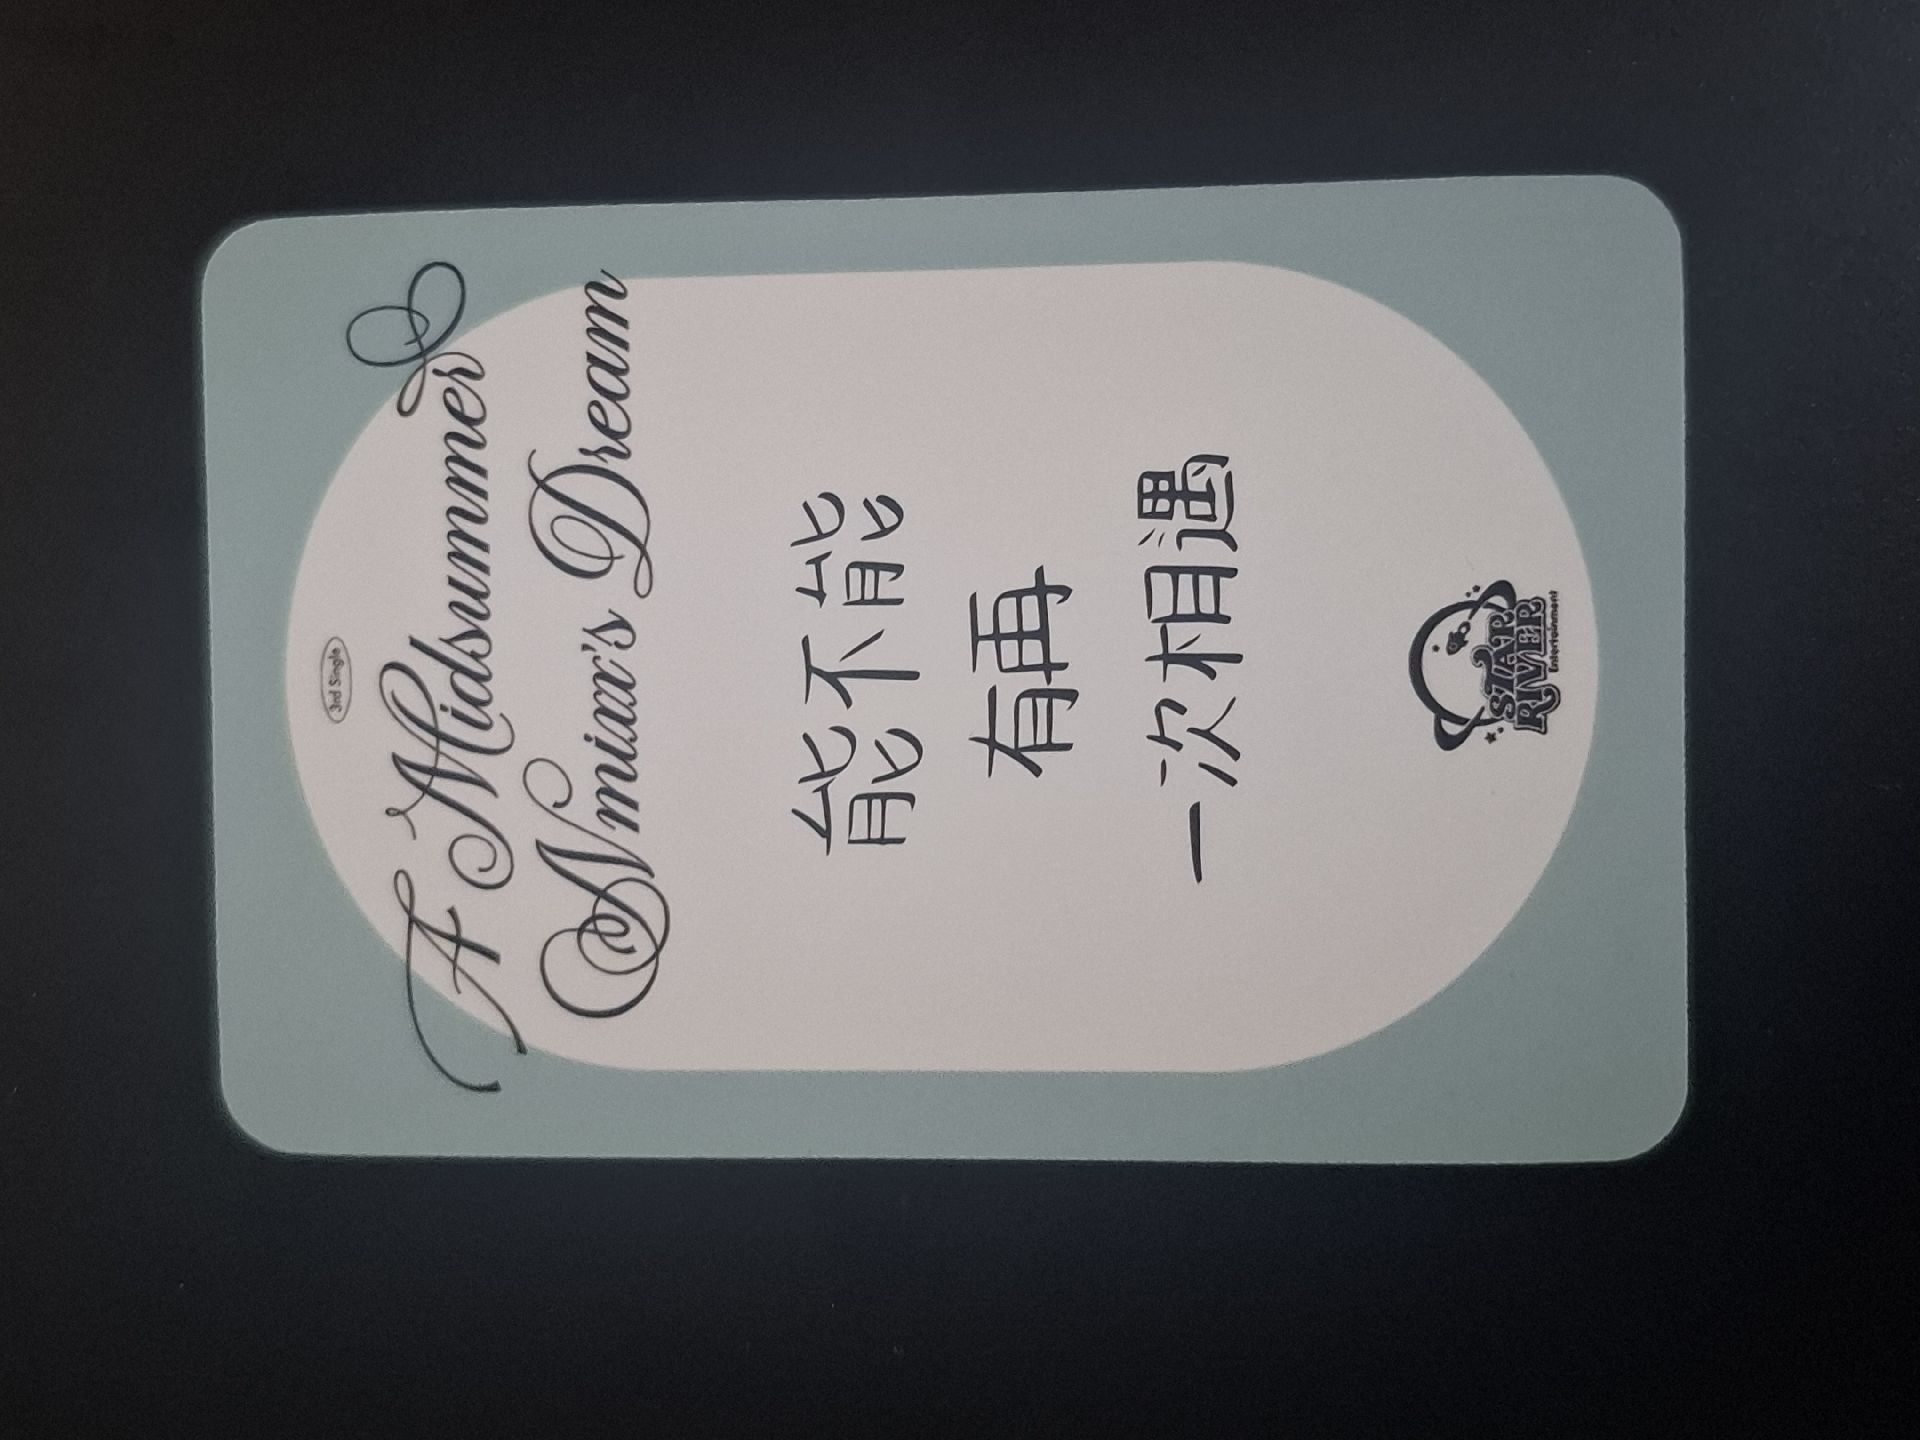 3rd Single
A Midsummer
Nmixx's Dream
能不能
有再
一次相遇
STAR
RIVER
Entertainment